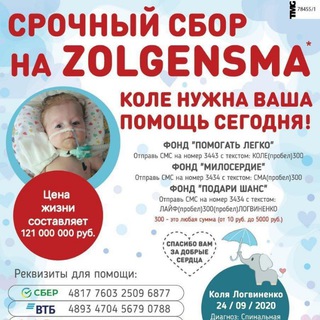 TMG
78455/1
СРОЧНЫЙ СБОР
НА ZOLGENSMA*
КОЛЕ НУЖНА ВАША
ПОМОЩЬ СЕГОДНЯ!
ФОНД "ПОМОГАТЬ ЛЕГКО"
Отправь СМС на номер 3443 с текстом: КОЛЕ(пробел)300
ФОНД "МИЛОСЕРДИЕ"
Отправь СМС на номер 3434 с текстом: СМА(пробел)300
ФОНД "ПОДАРИ ШАНС"
Отправь СМС на номер 3434 с текстом:
ЛАЙФ(пробел)300(пробел)ЛОГВИНЕНКО
300 - это любая сумма (от 10 руб. до 5000 руб.)
Цена
жизни
составляет
121 000 000 руб.
СПАСИБО ВАМ
ЗА ДОБРЫЕ
СЕРДЦА
Реквизиты для помощи:
СБЕР 4817 7603 2509 6877
ВТБ 4893 4704 5679 0788
Коля Логвиненко
24 / 09 / 2020
Диагноз: Спинальная